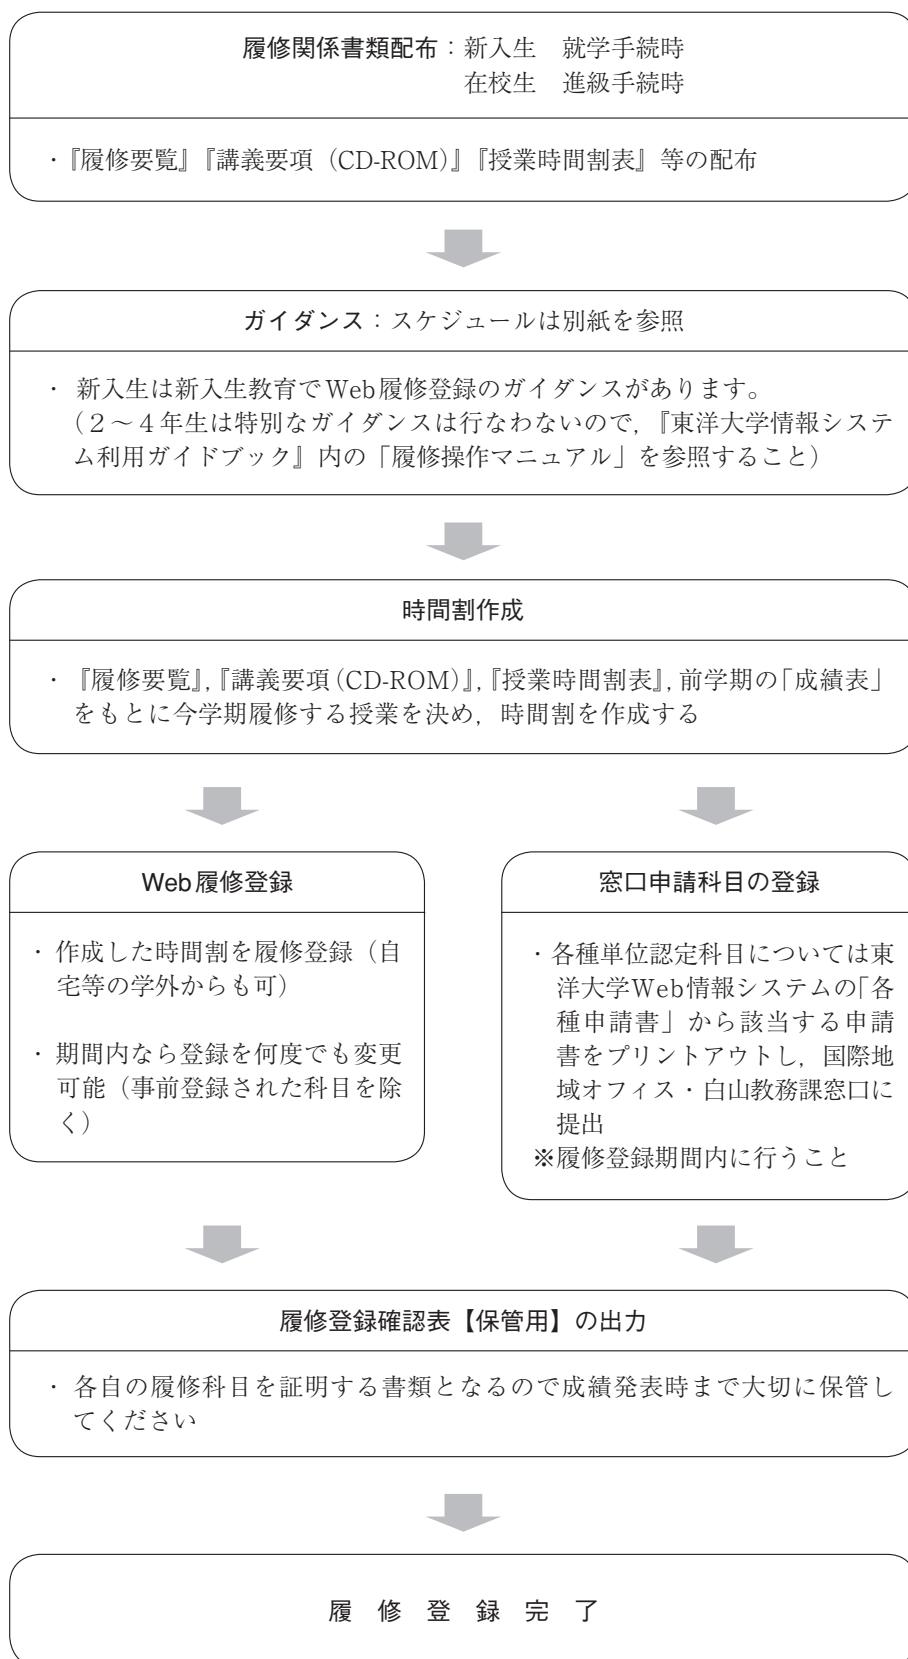 履修関係書類配布：新入生　就学手続時
在校生　進級手続時
・『履修要覧』『講義要項（CD-ROM）』『授業時間割表』等の配布
ガイダンス：スケジュールは別紙を参照
・ 新入生は新入生教育でWeb履修登録のガイダンスがあります。
（２～４年生は特別なガイダンスは行なわないので，『東洋大学情報システ
ム利用ガイドブック』内の「履修操作マニュアル」を参照すること）
時間割作成
・ 『履修要覧』，『講義要項（CD-ROM）』，『授業時間割表』，前学期の「成績表」
をもとに今学期履修する授業を決め，時間割を作成する
Web履修登録
・ 作成した時間割を履修登録（自
宅等の学外からも可）
・ 期間内なら登録を何度でも変更
可能（事前登録された科目を除
く）
窓口申請科目の登録
・各種単位認定科目については東
洋大学Web情報システムの「各
種申請書」から該当する申請
書をプリントアウトし，国際地
域オフィス・白山教務課窓口に
提出
※履修登録期間内に行うこと
履修登録確認表【保管用】の出力
・ 各自の履修科目を証明する書類となるので成績発表時まで大切に保管し
てください
履　修　登　録　完　了